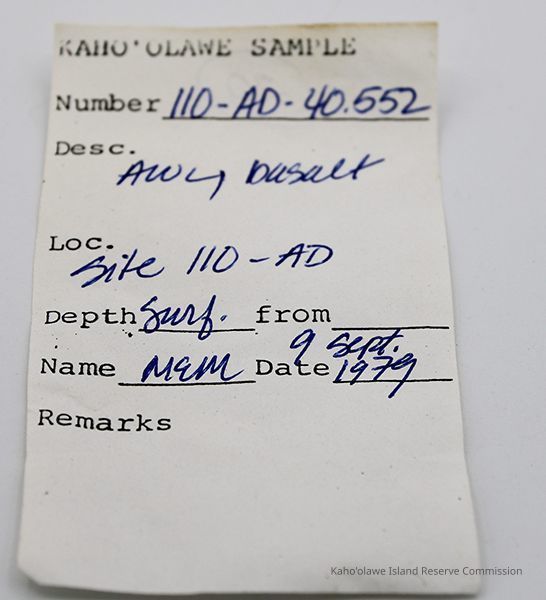 KAHO'OLAWE SAMPLE
Number 110-AD-40.552
Desc.
Awl, basalt
Loc.
Site 110-AD
Depth Surf. from
Name MEM Date 9 Sept. 1979
Remarks
Kaho'olawe Island Reserve Commission